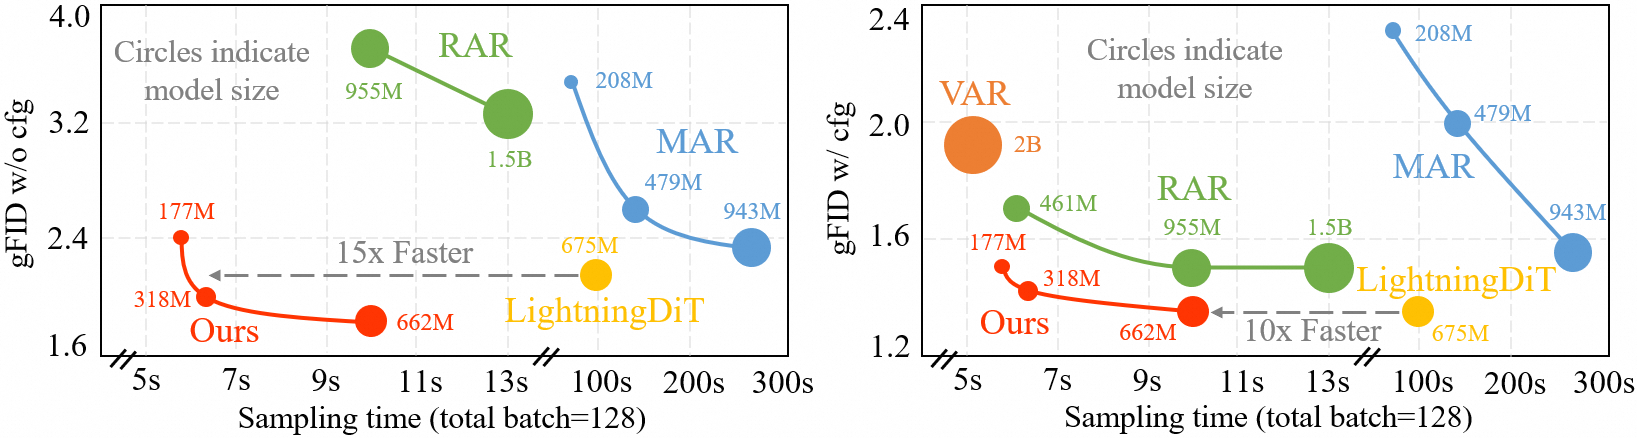 4.0
3.2
2.4
1.6
gFID w/o cfg
Circles indicate
model size
RAR
955M
1.5B
208M
MAR
479M
943M
177M
318M
Ours
662M
15x Faster
675M
LightningDiT
5s
7s
9s
11s
13s
100s
200s
300s
Sampling time (total batch=128)
2.4
2.0
1.6
1.2
gFID w/ cfg
Circles indicate
model size
VAR
2B
208M
479M
MAR
943M
RAR
461M
955M
1.5B
177M
318M
Ours
662M
10x Faster
LightningDiT
675M
5s
7s
9s
11s
13s
100s
200s
300s
Sampling time (total batch=128)